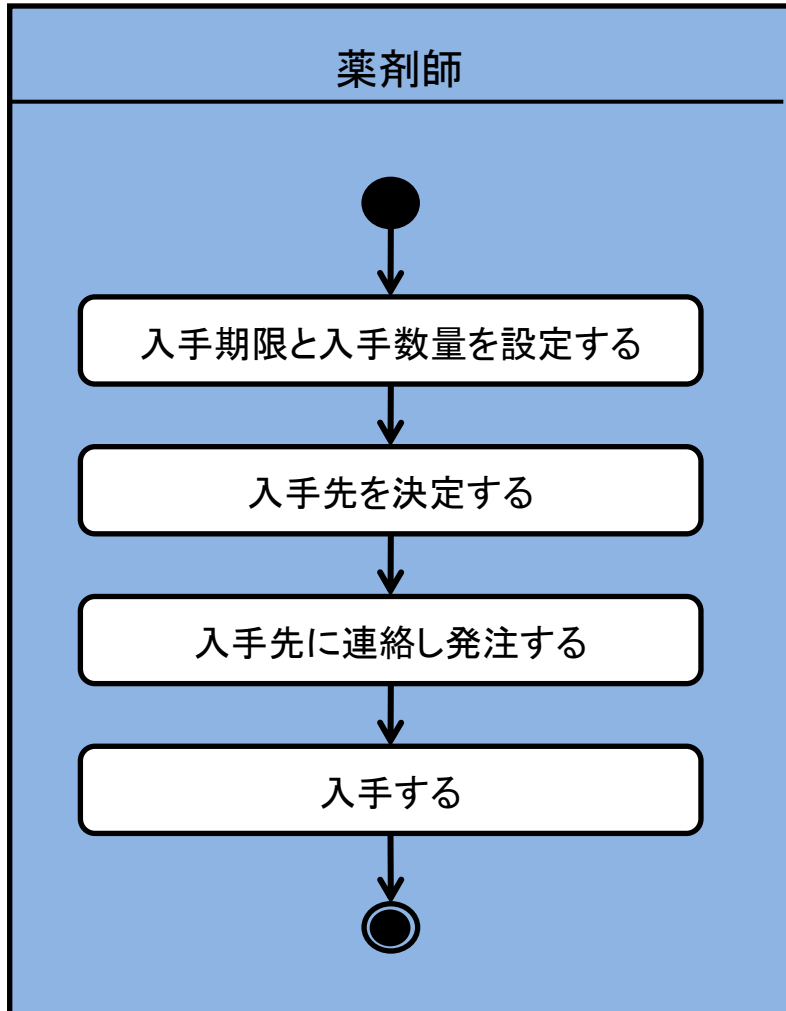 薬剤師
入手期限と入手数量を設定する
入手先を決定する
入手先に連絡し発注する
入手する